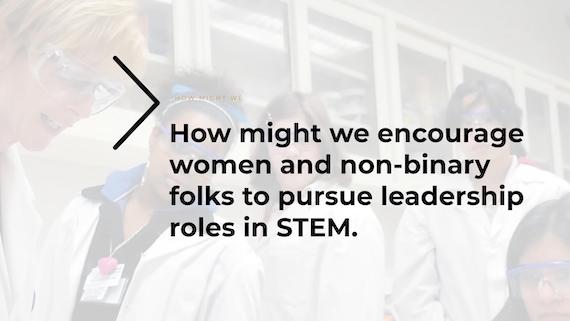 HOW MIGHT WE
How might we encourage
women and non-binary
folks to pursue leadership
roles in STEM.